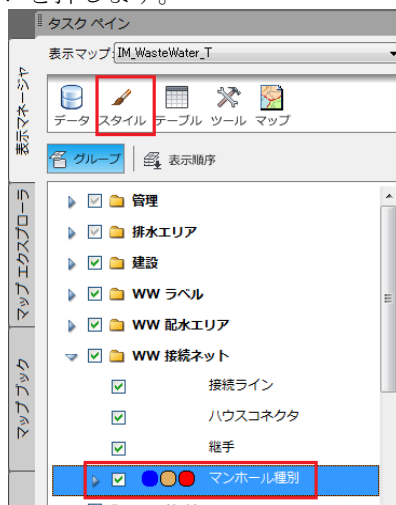 を押します。
タスク ペイン
表示マップ:IM_WasteWater_T
データ スタイル テーブル ツール マップ
グループ 表示順序
管理
排水エリア
建設
WW ラベル
WW 配水エリア
WW 接続ネット
接続ライン
ハウスコネクタ
継手
マンホール種別
表示マネージャ
マップ エクスプローラ
マップ ブック